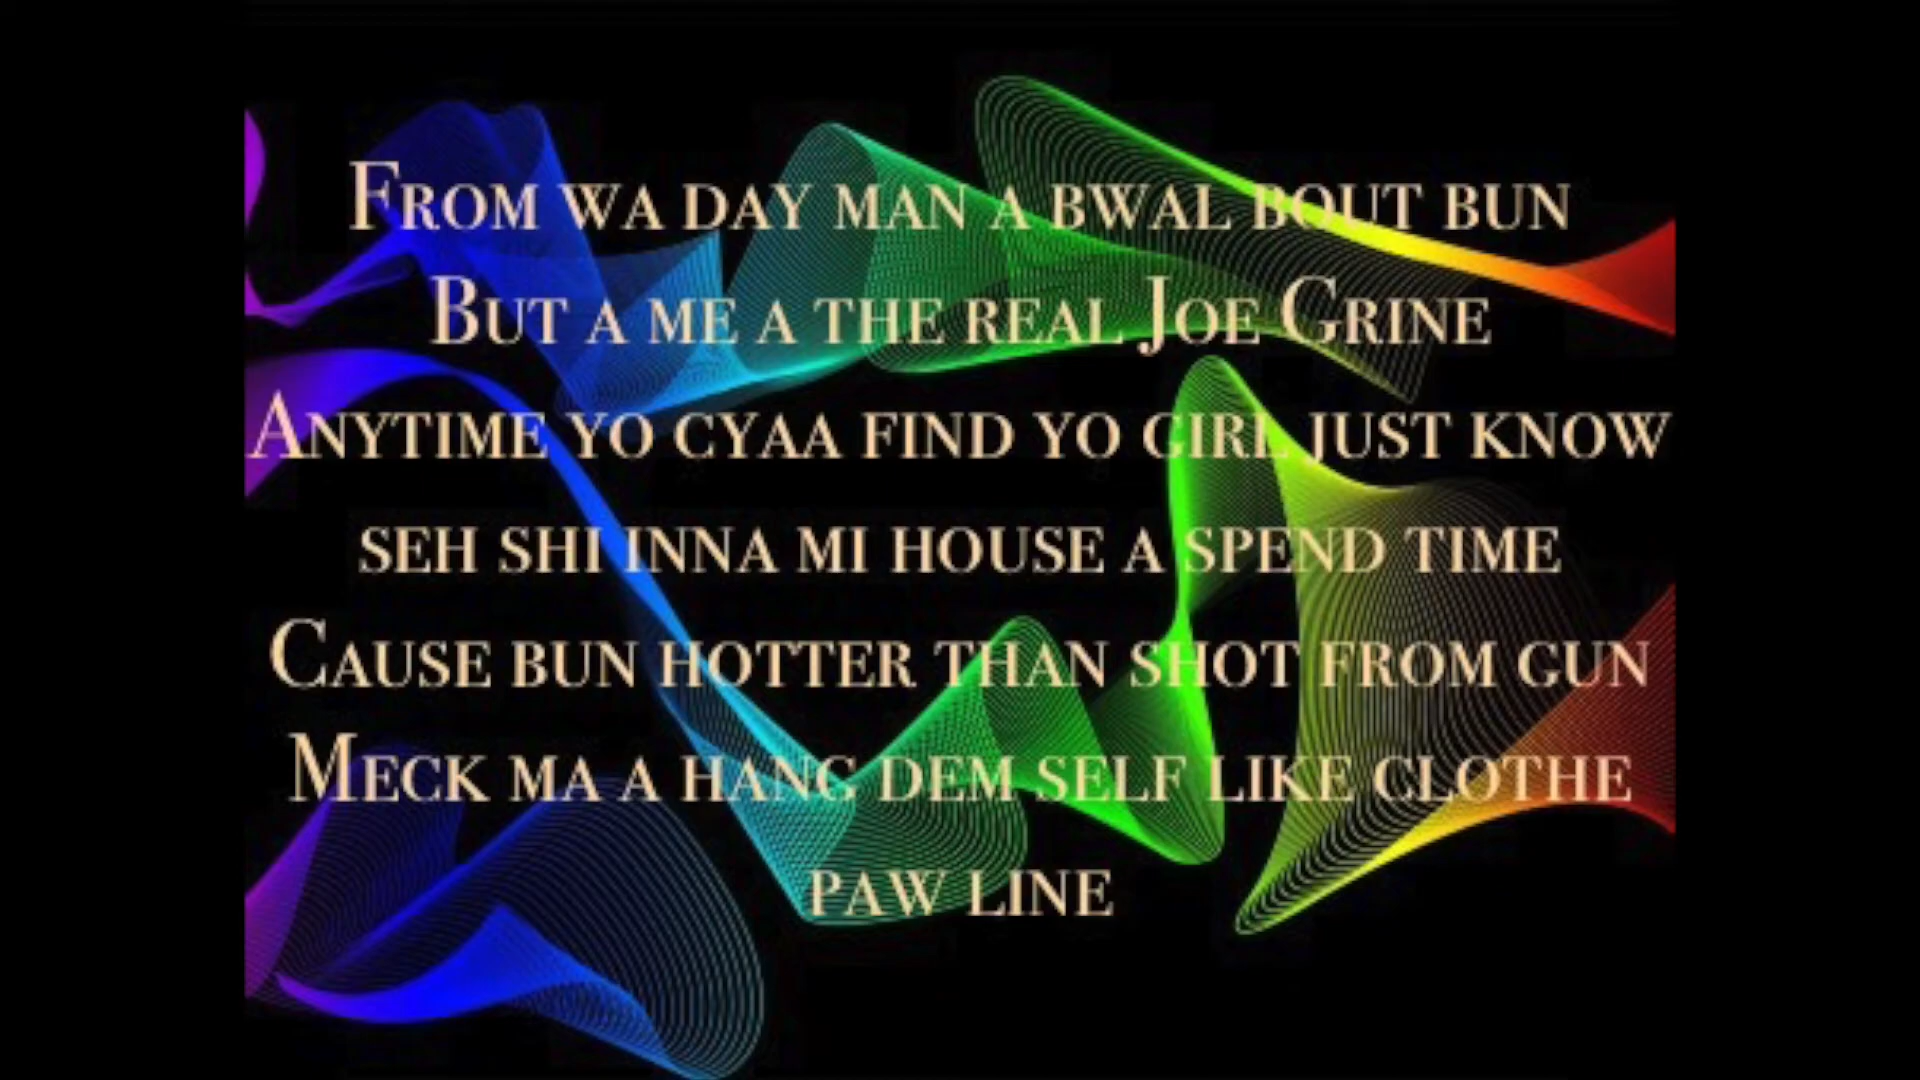 From wa day man a bwal bout bun
But a me a the real Joe Grine
Anytime yo cyaa find yo girl just know
seh shi inna mi house a spend time
Cause bun hotter than shot from gun
Meck ma a hang dem self like clothe
paw line